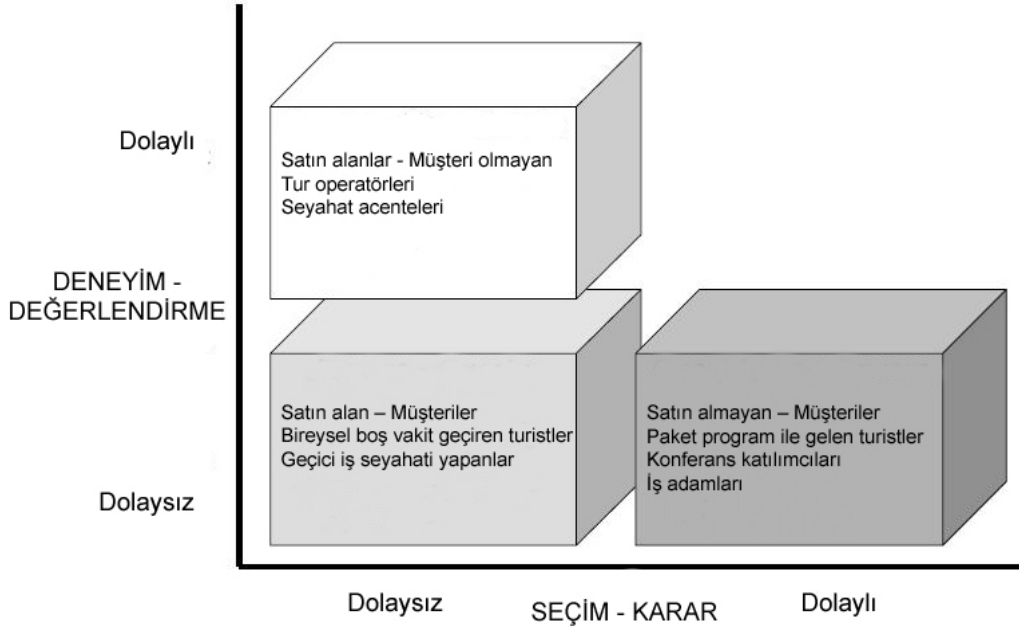 Dolaylı
Satın alanlar - Müşteri olmayan
Tur operatörleri
Seyahat acenteleri
DENEYİM -
DEĞERLENDİRME
Satın alan – Müşteriler
Bireysel boş vakit geçiren turistler
Geçici iş seyahati yapanlar
Satın almayan – Müşteriler
Paket program ile gelen turistler
Konferans katılımcıları
İş adamları
Dolaysız
Dolaysız
SEÇİM - KARAR
Dolaylı